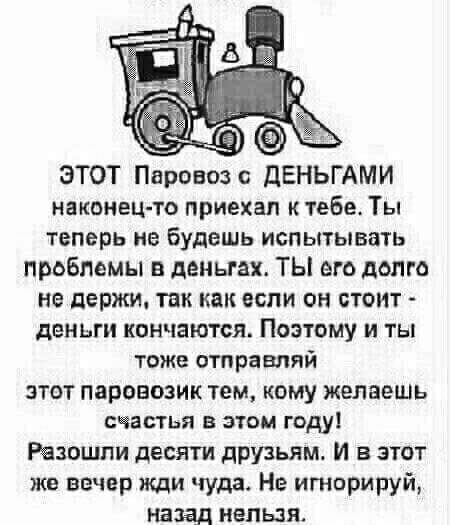 ЭТОТ Паровоз с ДЕНЬГАМИ
наконец-то приехал к тебе. Ты
теперь не будешь испытывать
проблемы в деньгах. ТЫ его долго
не держи, так как если он стоит -
деньги кончаются. Поэтому и ты
тоже отправляй
этот паровозик тем, кому желаешь
счастья в этом году!
Разошли десяти друзьям. И в этот
же вечер жди чуда. Не игнорируй,
назад нельзя.